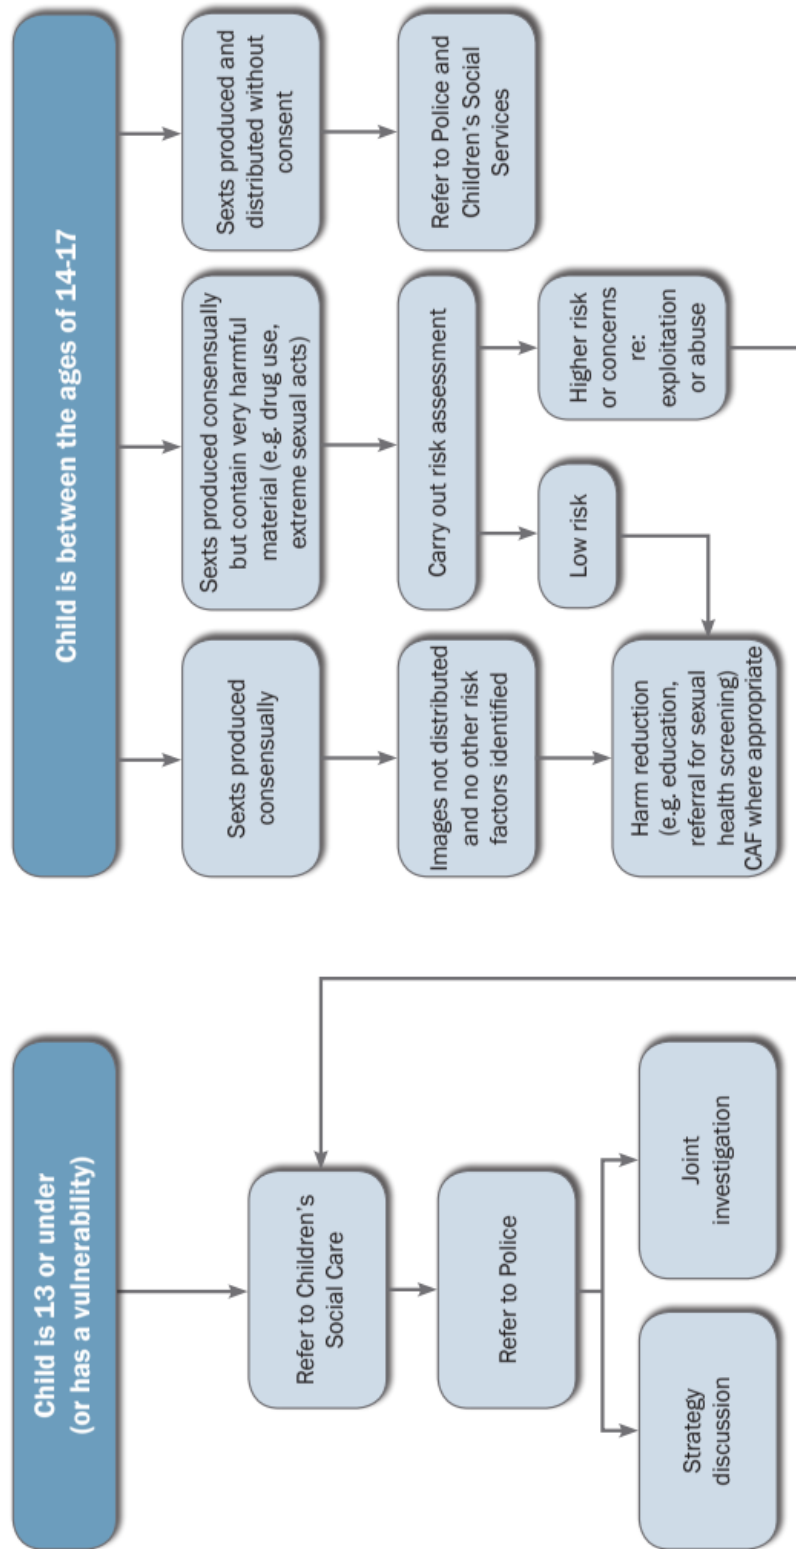 Child is 13 or under
(or has a vulnerability)
Refer to Children's
Social Care
Refer to Police
Strategy
discussion
Joint
investigation
Child is between the ages of 14-17
Sexts produced
consensually
Images not distributed
and no other risk
factors identified
Harm reduction
(e.g. education,
referral for sexual
health screening)
CAF where appropriate
Sexts produced consensually
but contain very harmful
material (e.g. drug use,
extreme sexual acts)
Carry out risk assessment
Low risk
Higher risk
or concerns
re:
exploitation
or abuse
Sexts produced and
distributed without
consent
Refer to Police and
Children's Social
Services